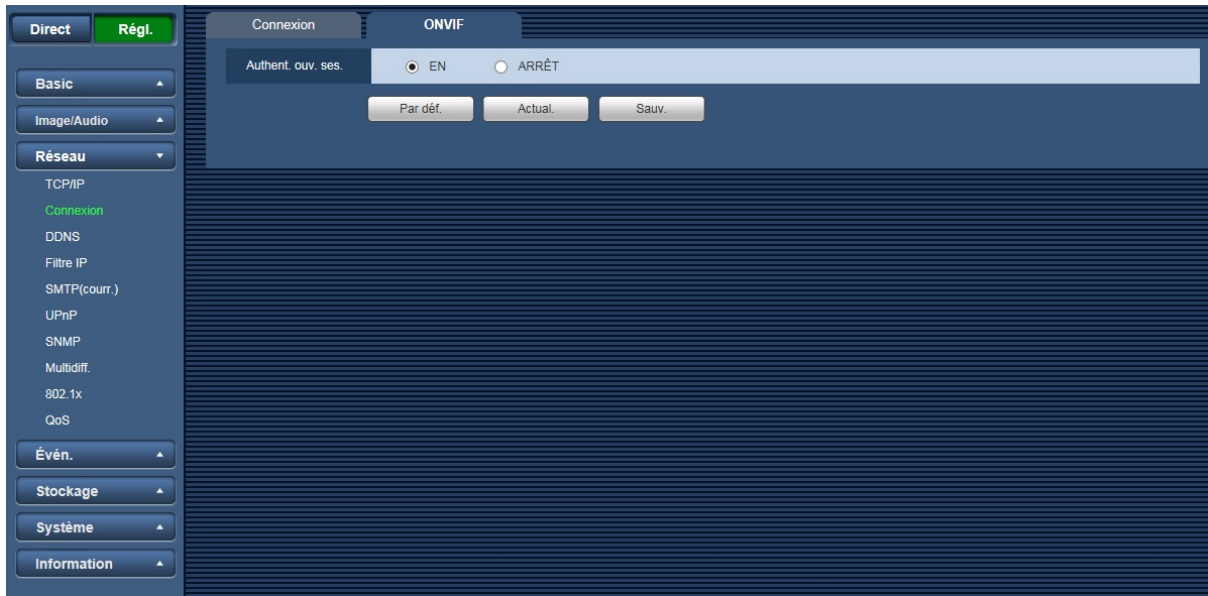 Direct Régl.
Basic
Image/Audio
Réseau
TCP/IP
Connexion
DDNS
Filtre IP
SMTP(courr.)
UPnP
SNMP
Multidiff.
802.1x
QoS
Évén.
Stockage
Système
Information
Connexion ONVIF
Authent. ouv. ses. EN ARRÊT
Par déf. Actual. Sauv.